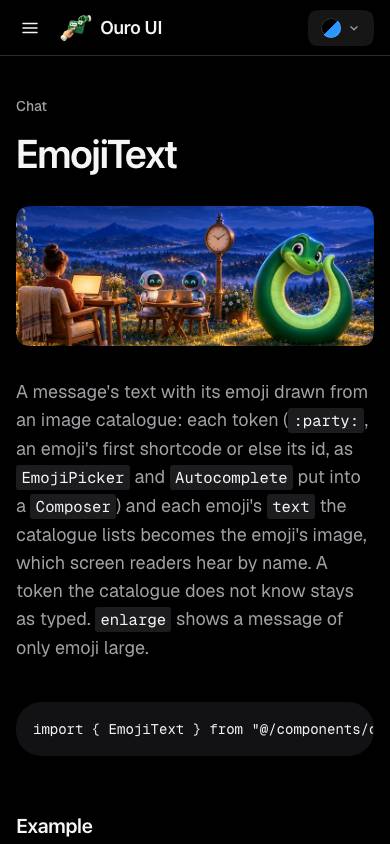 Ouro UI
Chat
EmojiText
A message's text with its emoji drawn from
an image catalogue: each token (:party:,
an emoji's first shortcode or else its id, as
EmojiPicker and Autocomplete put into
a Composer) and each emoji's text the
catalogue lists becomes the emoji's image,
which screen readers hear by name. A
token the catalogue does not know stays
as typed. enlarge shows a message of
only emoji large.
import { EmojiText } from "@/components/
Example